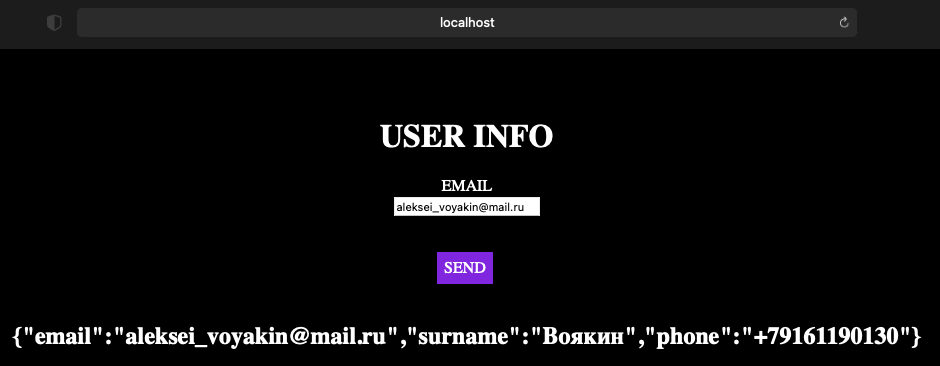 localhost
USER INFO
EMAIL
aleksei_voyakin@mail.ru
SEND
{"email":"aleksei_voyakin@mail.ru","surname":"Воякин","phone":"+79161190130"}